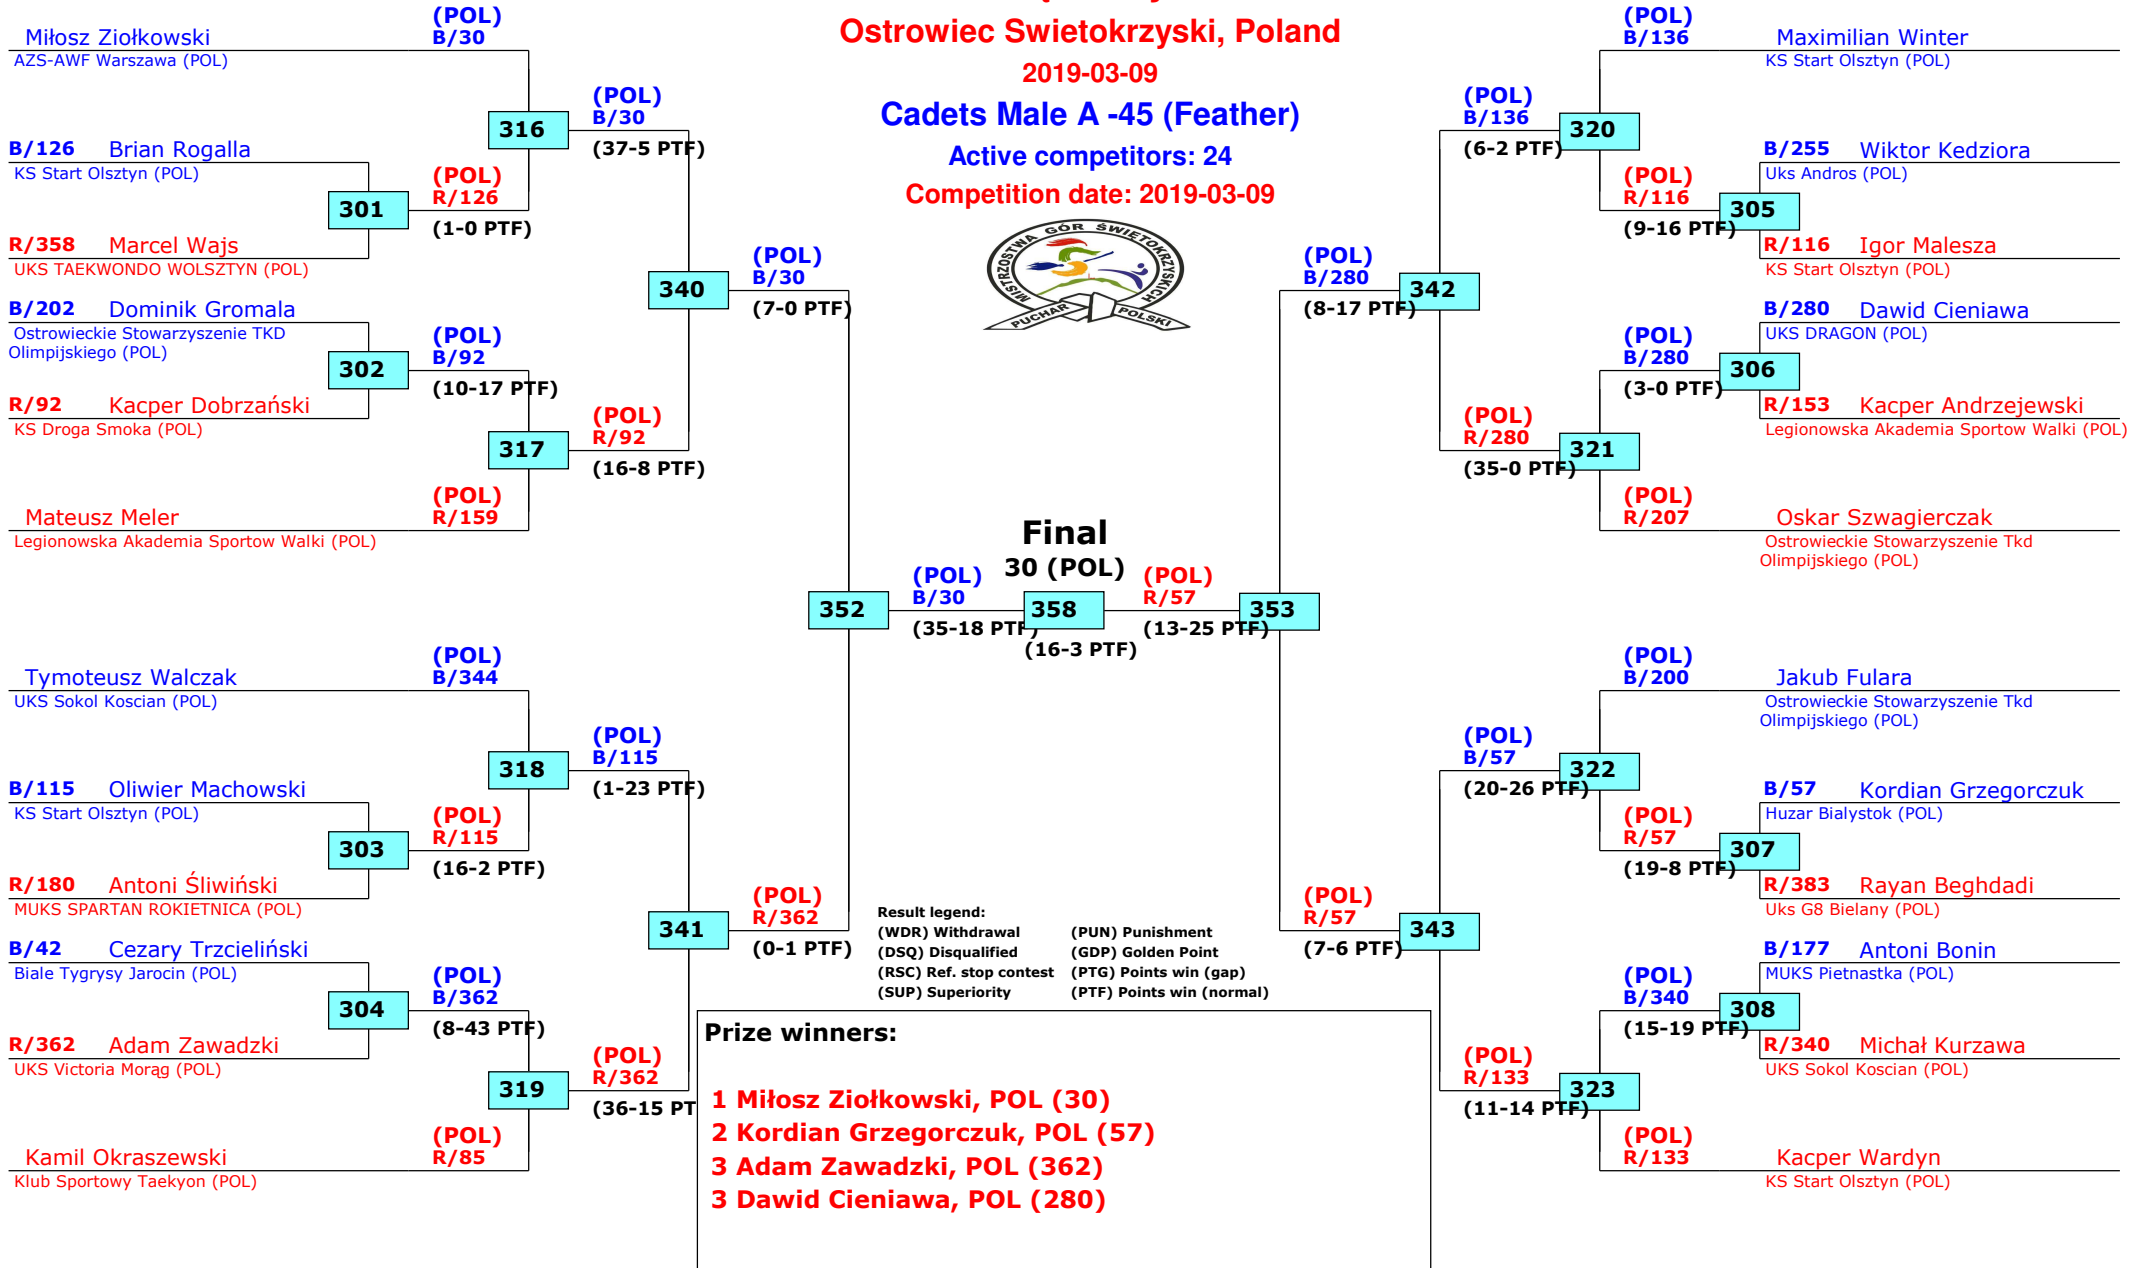 Ostrowiec Swietokrzyski, Poland
2019-03-09
Cadets Male A -45 (Feather)
Active competitors: 24
Competition date: 2019-03-09
MISTRZOSTWA GÓR ŚWIĘTOKRZYSKICH
PUCHAR POLSKI
Miłosz Ziołkowski
AZS-AWF Warszawa (POL)
(POL)
B/30
B/126 Brian Rogalla
KS Start Olsztyn (POL)
301
R/358 Marcel Wajs
UKS TAEKWONDO WOLSZTYN (POL)
(POL)
R/126
(1-0 PTF)
316
(POL)
B/30
(37-5 PTF)
B/202 Dominik Gromala
Ostrowieckie Stowarzyszenie TKD
Olimpijskiego (POL)
302
R/92 Kacper Dobrzański
KS Droga Smoka (POL)
(POL)
B/92
(10-17 PTF)
317
Mateusz Meler
Legionowska Akademia Sportow Walki (POL)
(POL)
R/159
(POL)
R/92
(16-8 PTF)
340
(POL)
B/30
(7-0 PTF)
Tymoteusz Walczak
UKS Sokol Koscian (POL)
(POL)
B/344
B/115 Oliwier Machowski
KS Start Olsztyn (POL)
303
R/180 Antoni Śliwiński
MUKS SPARTAN ROKIETNICA (POL)
(POL)
R/115
(16-2 PTF)
318
(POL)
B/115
(1-23 PTF)
B/42 Cezary Trzcieliński
Biale Tygrysy Jarocin (POL)
304
R/362 Adam Zawadzki
UKS Victoria Morąg (POL)
(POL)
B/362
(8-43 PTF)
319
Kamil Okraszewski
Klub Sportowy Taekyon (POL)
(POL)
R/85
(POL)
R/362
(36-15 PT
341
(POL)
R/362
(0-1 PTF)
352
(POL)
B/30
(35-18 PTF)
Final
30 (POL)
358
(16-3 PTF)
(POL)
R/57
(13-25 PTF)
353
(POL)
B/280
(8-17 PTF)
342
(POL)
B/136
(6-2 PTF)
320
(POL)
B/136
Maximilian Winter
KS Start Olsztyn (POL)
(POL)
R/116
(9-16 PTF)
305
B/255 Wiktor Kedziora
Uks Andros (POL)
R/116 Igor Malesza
KS Start Olsztyn (POL)
(POL)
R/280
(35-0 PTF)
321
(POL)
B/280
(3-0 PTF)
306
B/280 Dawid Cieniawa
UKS DRAGON (POL)
R/153 Kacper Andrzejewski
Legionowska Akademia Sportow Walki (POL)
(POL)
R/207
Oskar Szwagierczak
Ostrowieckie Stowarzyszenie Tkd
Olimpijskiego (POL)
(POL)
R/57
(7-6 PTF)
343
(POL)
B/57
(20-26 PTF)
322
(POL)
B/200
Jakub Fulara
Ostrowieckie Stowarzyszenie Tkd
Olimpijskiego (POL)
(POL)
R/57
(19-8 PTF)
307
B/57 Kordian Grzegorczuk
Huzar Bialystok (POL)
R/383 Rayan Beghdadi
Uks G8 Bielany (POL)
(POL)
R/133
(11-14 PTF)
323
(POL)
B/340
(15-19 PTF)
308
B/177 Antoni Bonin
MUKS Pietnastka (POL)
R/340 Michał Kurzawa
UKS Sokol Koscian (POL)
(POL)
R/133
Kacper Wardyn
KS Start Olsztyn (POL)
Result legend:
(WDR) Withdrawal (PUN) Punishment
(DSQ) Disqualified (GDP) Golden Point
(RSC) Ref. stop contest (PTG) Points win (gap)
(SUP) Superiority (PTF) Points win (normal)
Prize winners:
1 Miłosz Ziołkowski, POL (30)
2 Kordian Grzegorczuk, POL (57)
3 Adam Zawadzki, POL (362)
3 Dawid Cieniawa, POL (280)